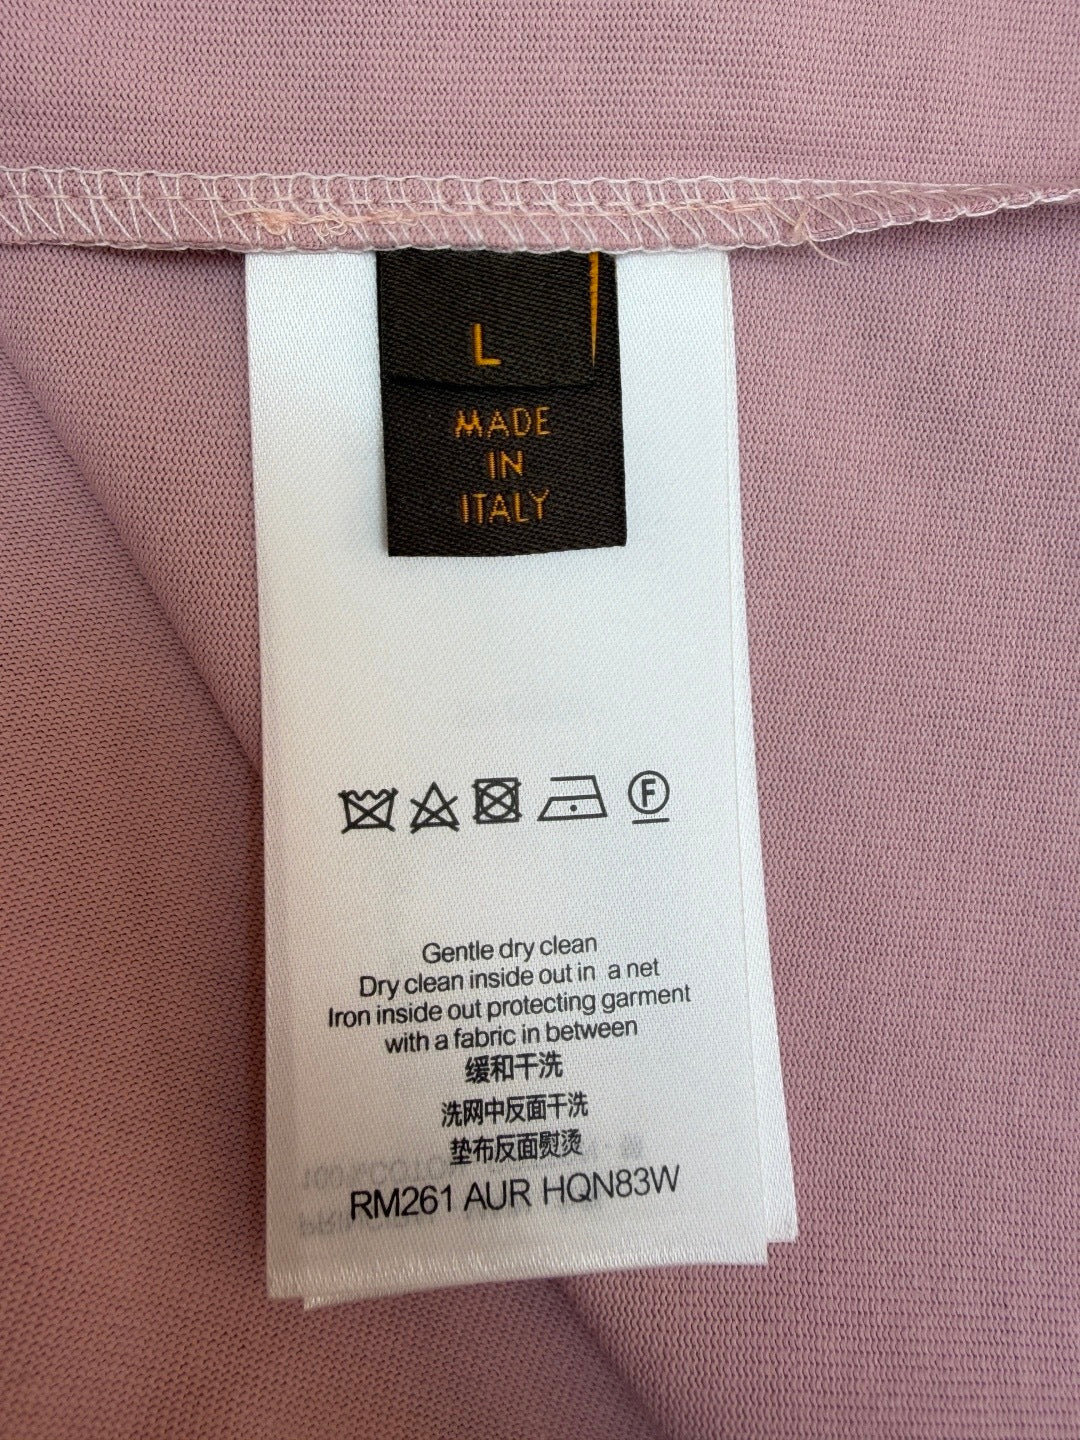 L
MADE
IN
ITALY
F
Gentle dry clean
Dry clean inside out in a net
Iron inside out protecting garment
with a fabric in between
缓和干洗
洗网中反面干洗
垫布反面熨烫
RM261 AUR HQN83W